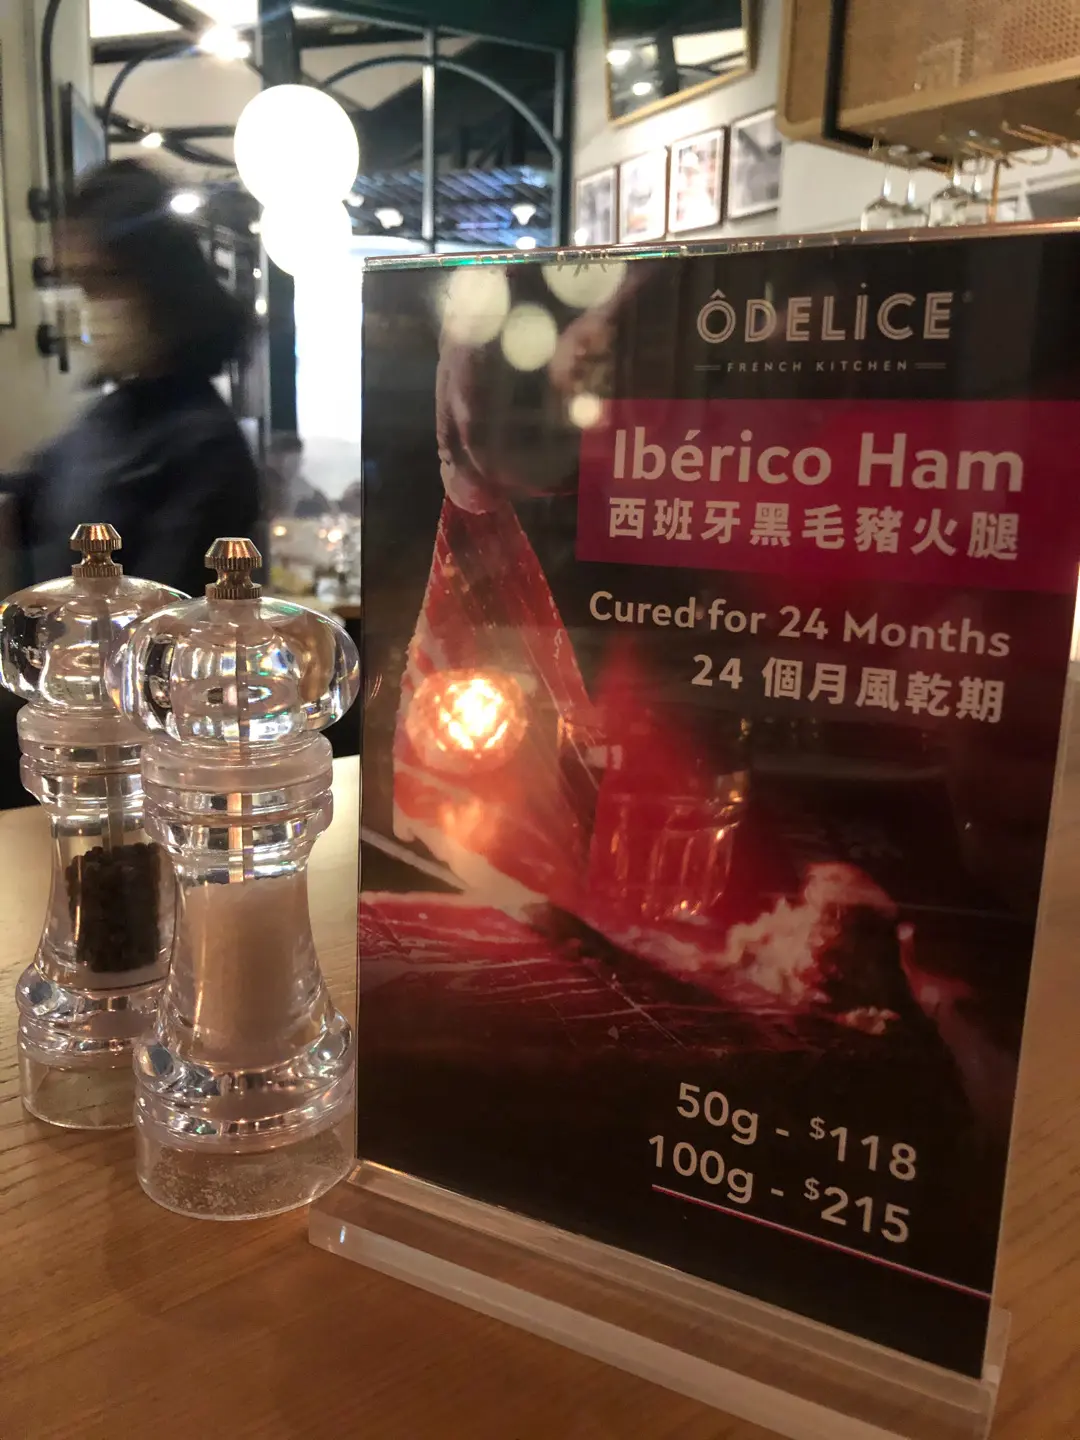 ÔDELICE
FRENCH KITCHEN
Ibérico Ham
西班牙黑毛豬火腿
Cured for 24 Months
24 個月風乾期
50g - $118
100g - $215